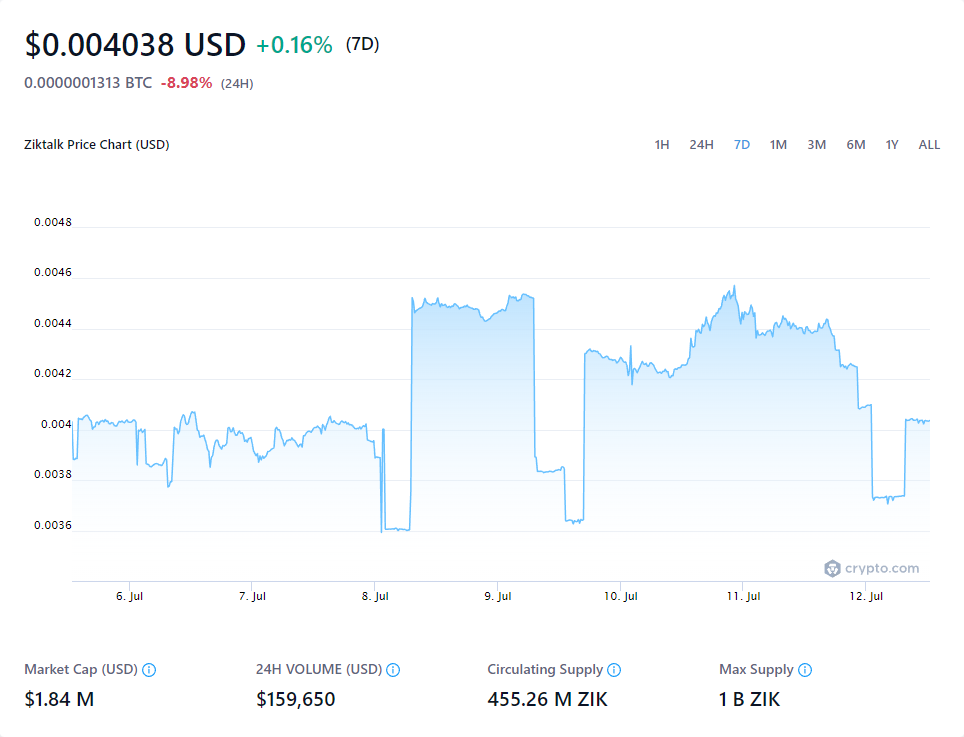 $0.004038 USD +0.16% (7D)
0.0000001313 BTC -8.98% (24H)
Ziktalk Price Chart (USD)
1H 24H 7D 1M 3M 6M 1Y ALL
0.0048
0.0046
0.0044
0.0042
0.004
0.0038
0.0036
crypto.com
6. Jul 7. Jul 8. Jul 9. Jul 10. Jul 11. Jul 12. Jul
Market Cap (USD) 24H VOLUME (USD) Circulating Supply Max Supply
$1.84 M $159,650 455.26 M ZIK 1 B ZIK